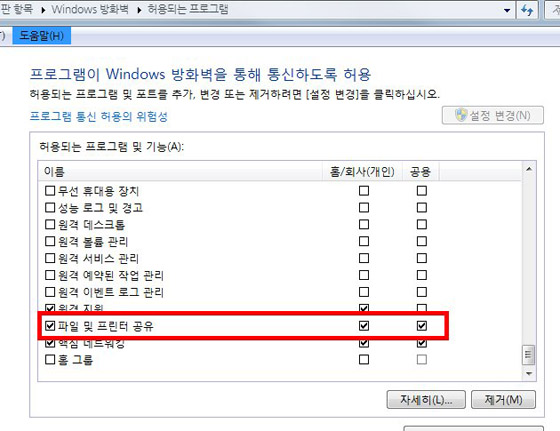 판 항목 ▶ Windows 방화벽 ▶ 허용되는 프로그램
도움말(H)
프로그램이 Windows 방화벽을 통해 통신하도록 허용
허용되는 프로그램 및 포트를 추가, 변경 또는 제거하려면 [설정 변경]을 클릭하십시오.
프로그램 통신 허용의 위험성
설정 변경(N)
허용되는 프로그램 및 기능(A):
이름 홈/회사(개인) 공용
무선 휴대용 장치
성능 로그 및 경고
원격 데스크톱
원격 볼륨 관리
원격 서비스 관리
원격 예약된 작업 관리
원격 이벤트 로그 관리
원격 지원
파일 및 프린터 공유
핵심 네트워킹
홈 그룹
자세히(L)... 제거(M)